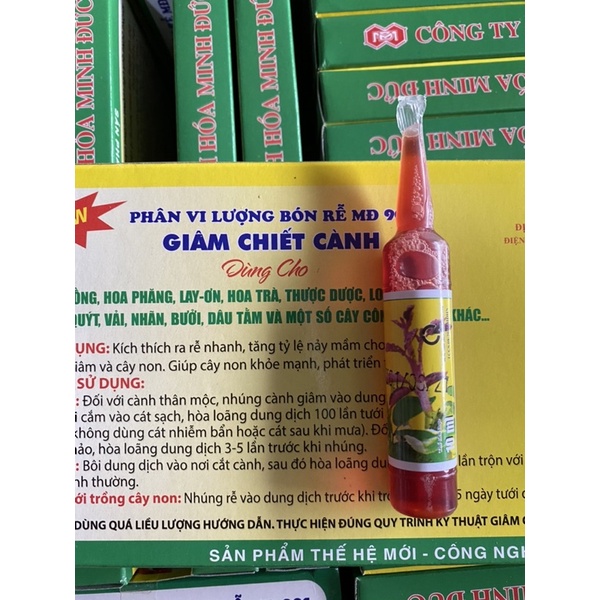 CÔNG TY
HÓA MINH ĐỨC
HÓA MINH ĐỨC
HÓA MINH ĐỨC
HÓA MINH ĐỨC
PHÂN VI LƯỢNG BÓN RỄ MĐ
GIÂM CHIẾT CÀNH
Dùng Cho
HOA PHĂNG, LAY-ƠN, HOA TRÀ, THƯỢC DƯỢC,
QUÝT, VẢI, NHÃN, BƯỞI, DÂU TẰM VÀ MỘT SỐ CÂY KHÁC...
DỤNG: Kích thích ra rễ nhanh, tăng tỷ lệ nảy mầm cho
giâm và cây non. Giúp cây non khỏe mạnh, phát triển
SỬ DỤNG:
: Đối với cành thân mộc, nhúng cành giâm vào dung
cắm vào cát sạch, hòa loãng dung dịch 100 lần tưới
không dùng cát nhiễm bẩn hoặc cát sau khi mưa).
hòa loãng dung dịch 3-5 lần trước khi nhúng.
: Bôi dung dịch vào nơi cắt cành, sau đó hòa loãng dung lần trộn với
thường.
trồng cây non: Nhúng rễ vào dung dịch trước khi 5 ngày tưới
DÙNG QUÁ LIỀU LƯỢNG HƯỚNG DẪN. THỰC HIỆN ĐÚNG QUY TRÌNH KỸ THUẬT GIÂM
SẢN PHẨM THẾ HỆ MỚI - CÔNG
10 ml